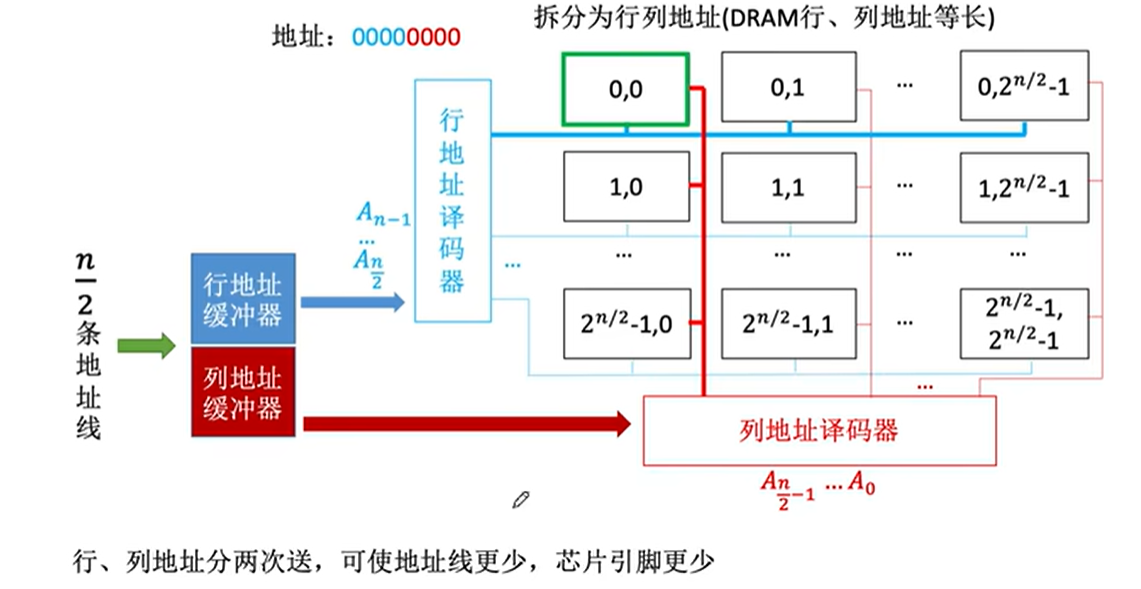 拆分为行列地址(DRAM行、列地址等长)
地址：00000000
行地址译码器
0,0
0,1
...
0,2^{n/2}-1
1,0
1,1
...
1,2^{n/2}-1
A_{n-1}
...
A_{n/2}
...
...
...
...
...
2^{n/2}-1,0
2^{n/2}-1,1
...
2^{n/2}-1,
2^{n/2}-1
...
n/2条地址线
行地址
缓冲器
列地址
缓冲器
列地址译码器
A_{n/2-1} ... A_0
行、列地址分两次送，可使地址线更少，芯片引脚更少